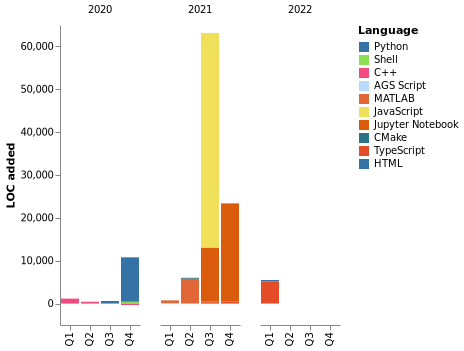 2020 2021 2022
Language
Python
Shell
C++
AGS Script
MATLAB
JavaScript
Jupyter Notebook
CMake
TypeScript
HTML
LOC added
60,000
50,000
40,000
30,000
20,000
10,000
0
Q1 Q2 Q3 Q4 Q1 Q2 Q3 Q4 Q1 Q2 Q3 Q4